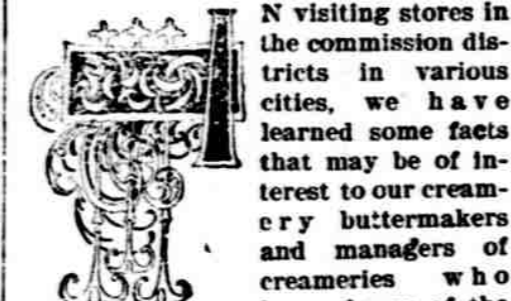 IN visiting stores in
the commission dis-
tricts in various
cities, we have
learned some facts
that may be of in-
terest to our cream-
ery buttermakers
and managers of
creameries who